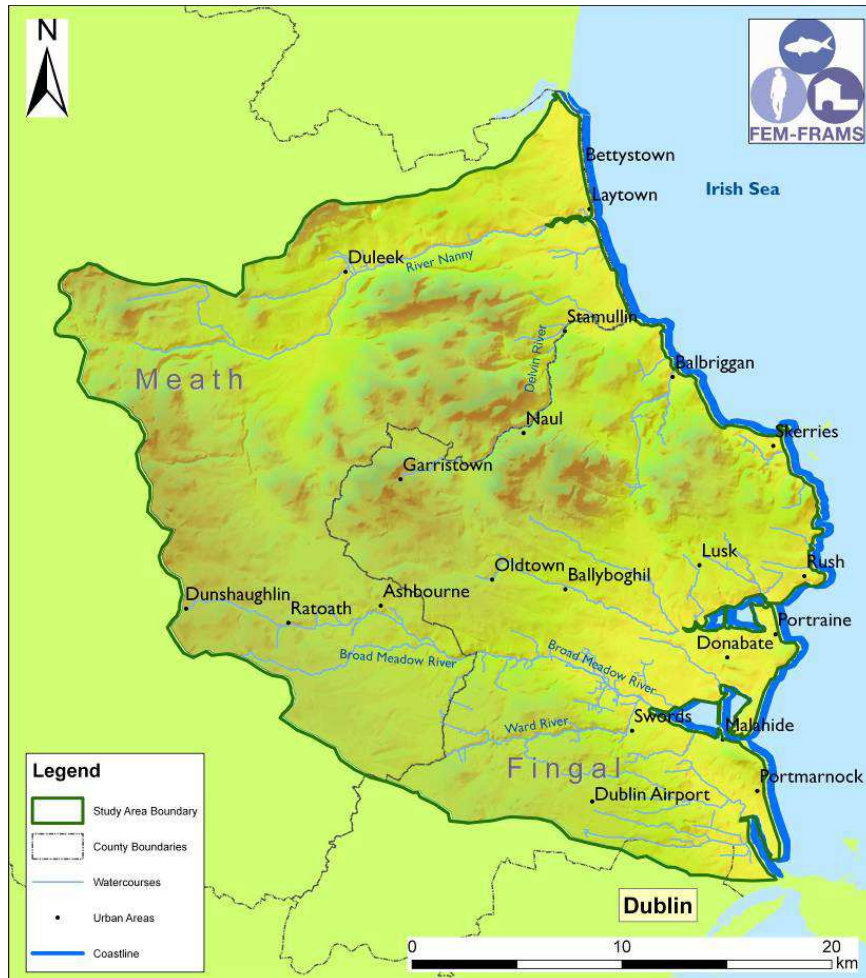 N
FEM-FRAMS
Bettystown
Irish Sea
Laytown
Duleek
River Nanny
Stamullin
Meath
Delvin River
Balbriggan
Naul
Skerries
Garristown
Lusk
Oldtown
Rush
Ballyboghil
Dunshaughlin
Ashbourne
Ratoath
Portraine
Donabate
Broad Meadow River
Broad Meadow River
Swords
Ward River
Malahide
Fingal
Portmarnock
Dublin Airport
Legend
Study Area Boundary
County Boundaries
Watercourses
Urban Areas
Coastline
Dublin
0 10 20
km